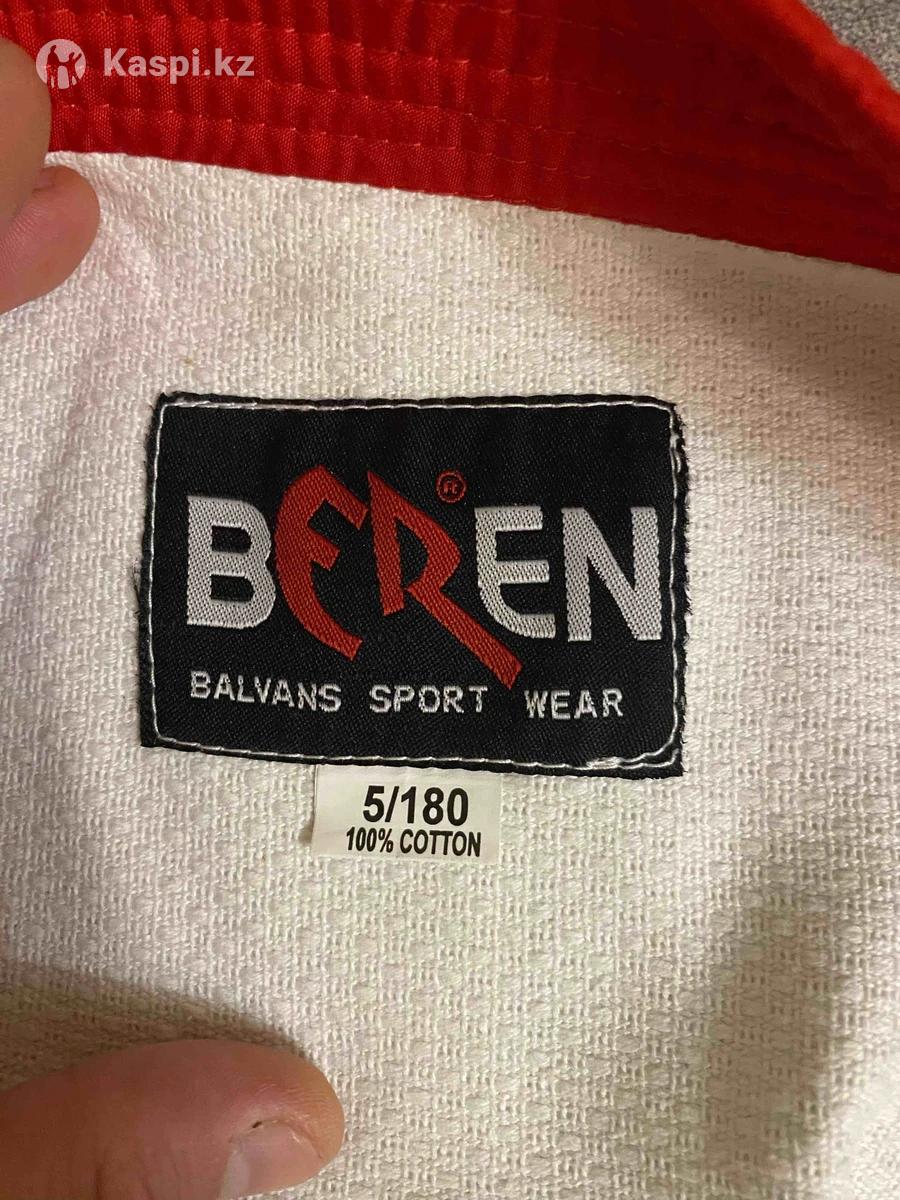 Kaspi.kz
BEREN®
BALVANS SPORT WEAR
5/180
100% COTTON